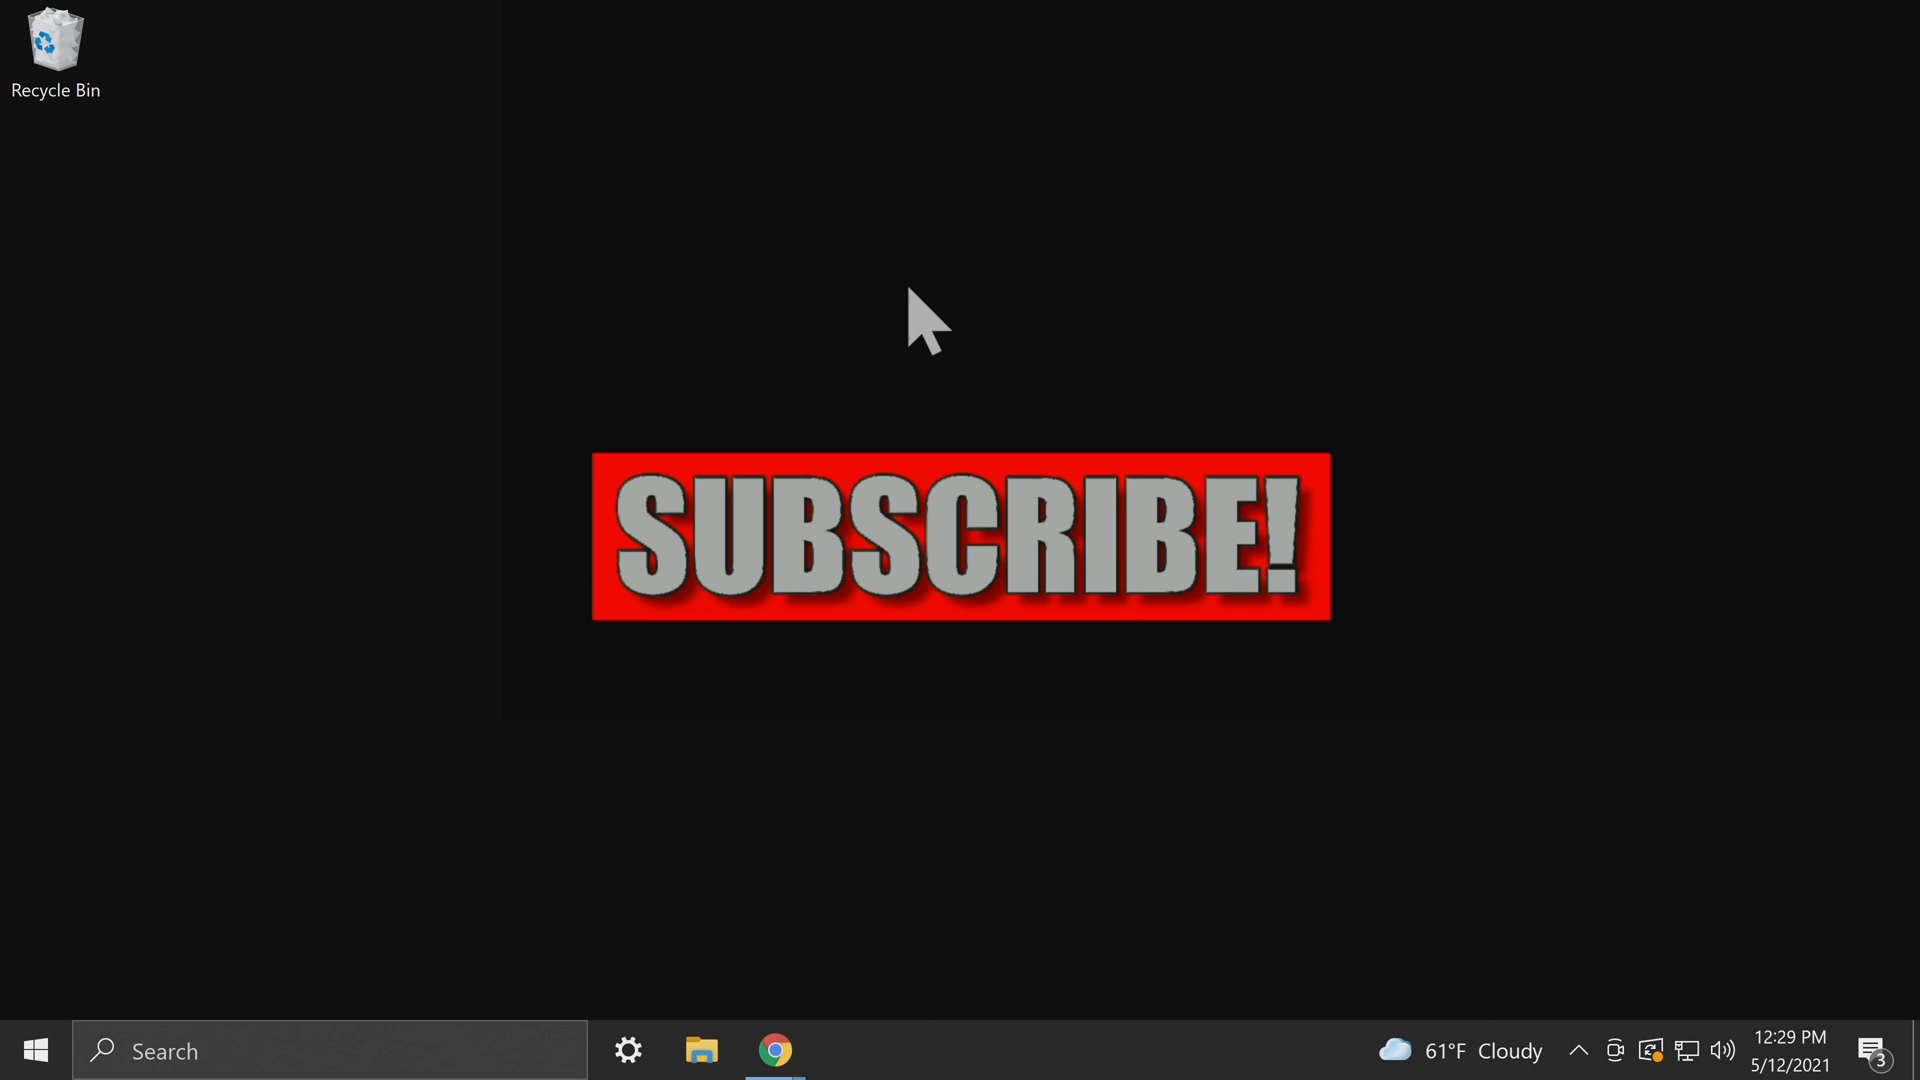 Recycle Bin
SUBSCRIBE!
Search
61°F Cloudy
12:29 PM
5/12/2021
3